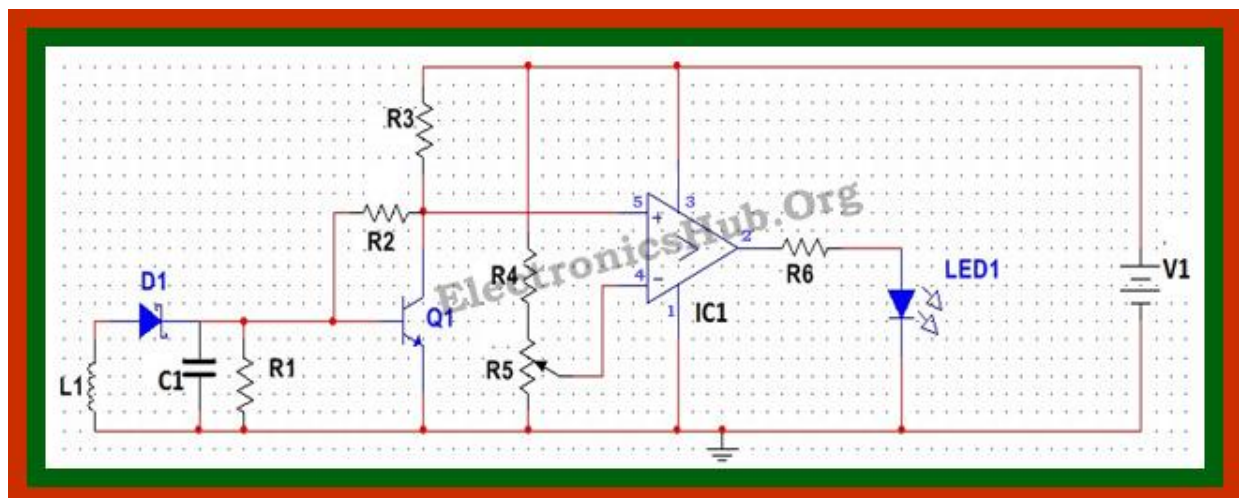 R3
R2
5
3
ElectronicsHub.Org
2
R4
R6
LED1
V1
D1
4
Q1
1
IC1
L1
C1
R1
R5